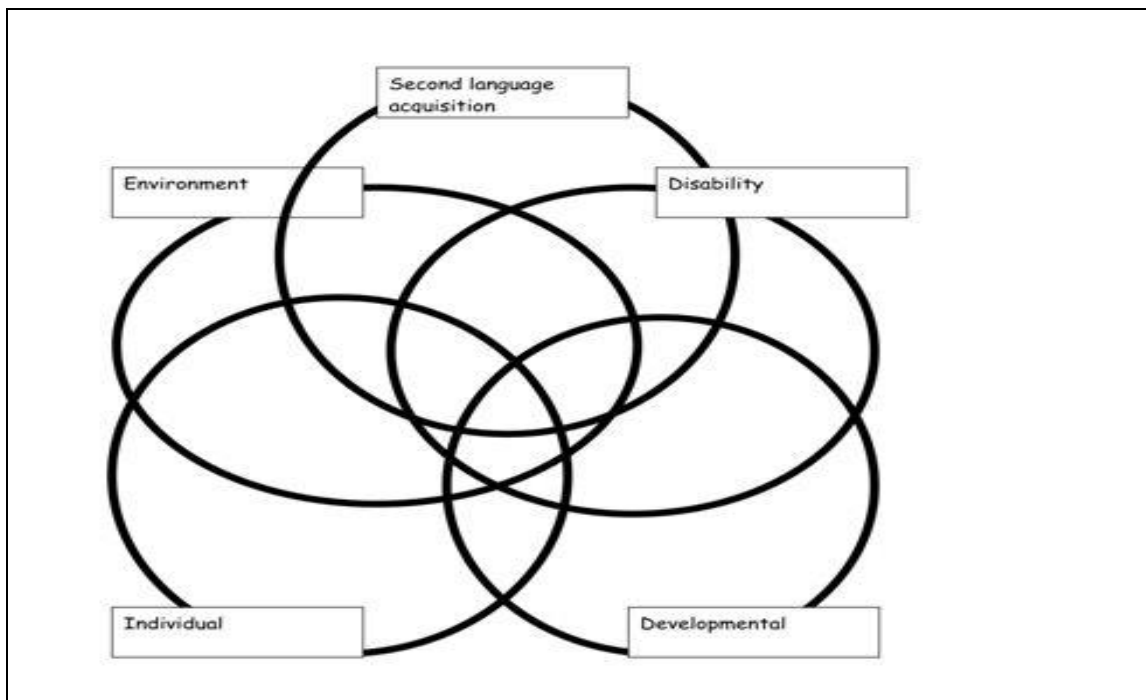 Second language
acquisition
Environment
Disability
Individual
Developmental